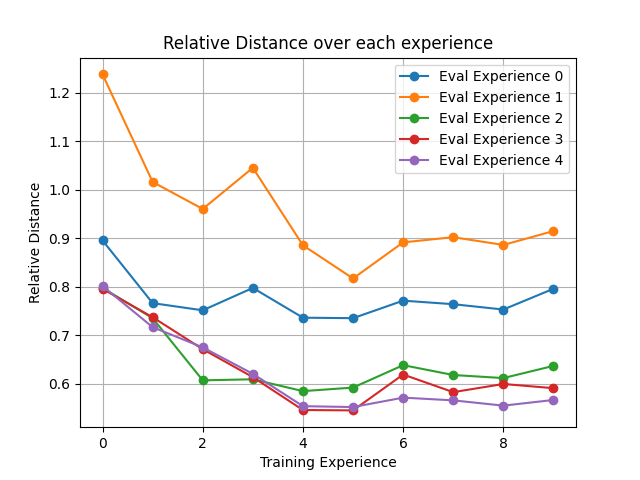 Relative Distance over each experience
Eval Experience 0
Eval Experience 1
Eval Experience 2
Eval Experience 3
Eval Experience 4
1.2
1.1
1.0
0.9
0.8
0.7
0.6
Relative Distance
0 2 4 6 8
Training Experience